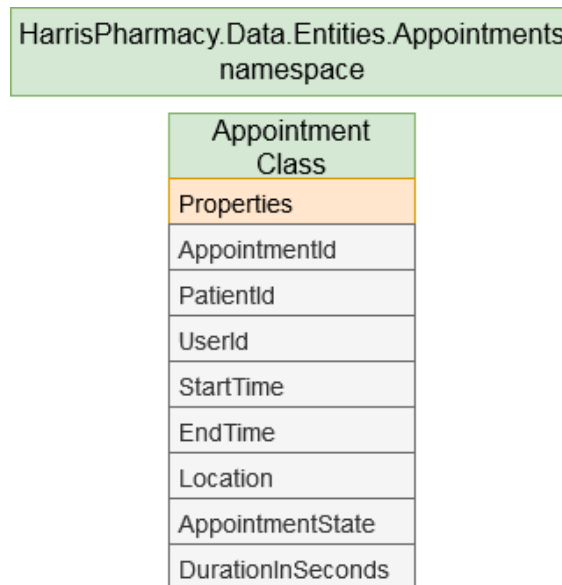 HarrisPharmacy.Data.Entities.Appointments
namespace
Appointment
Class
Properties
AppointmentId
PatientId
UserId
StartTime
EndTime
Location
AppointmentState
DurationInSeconds